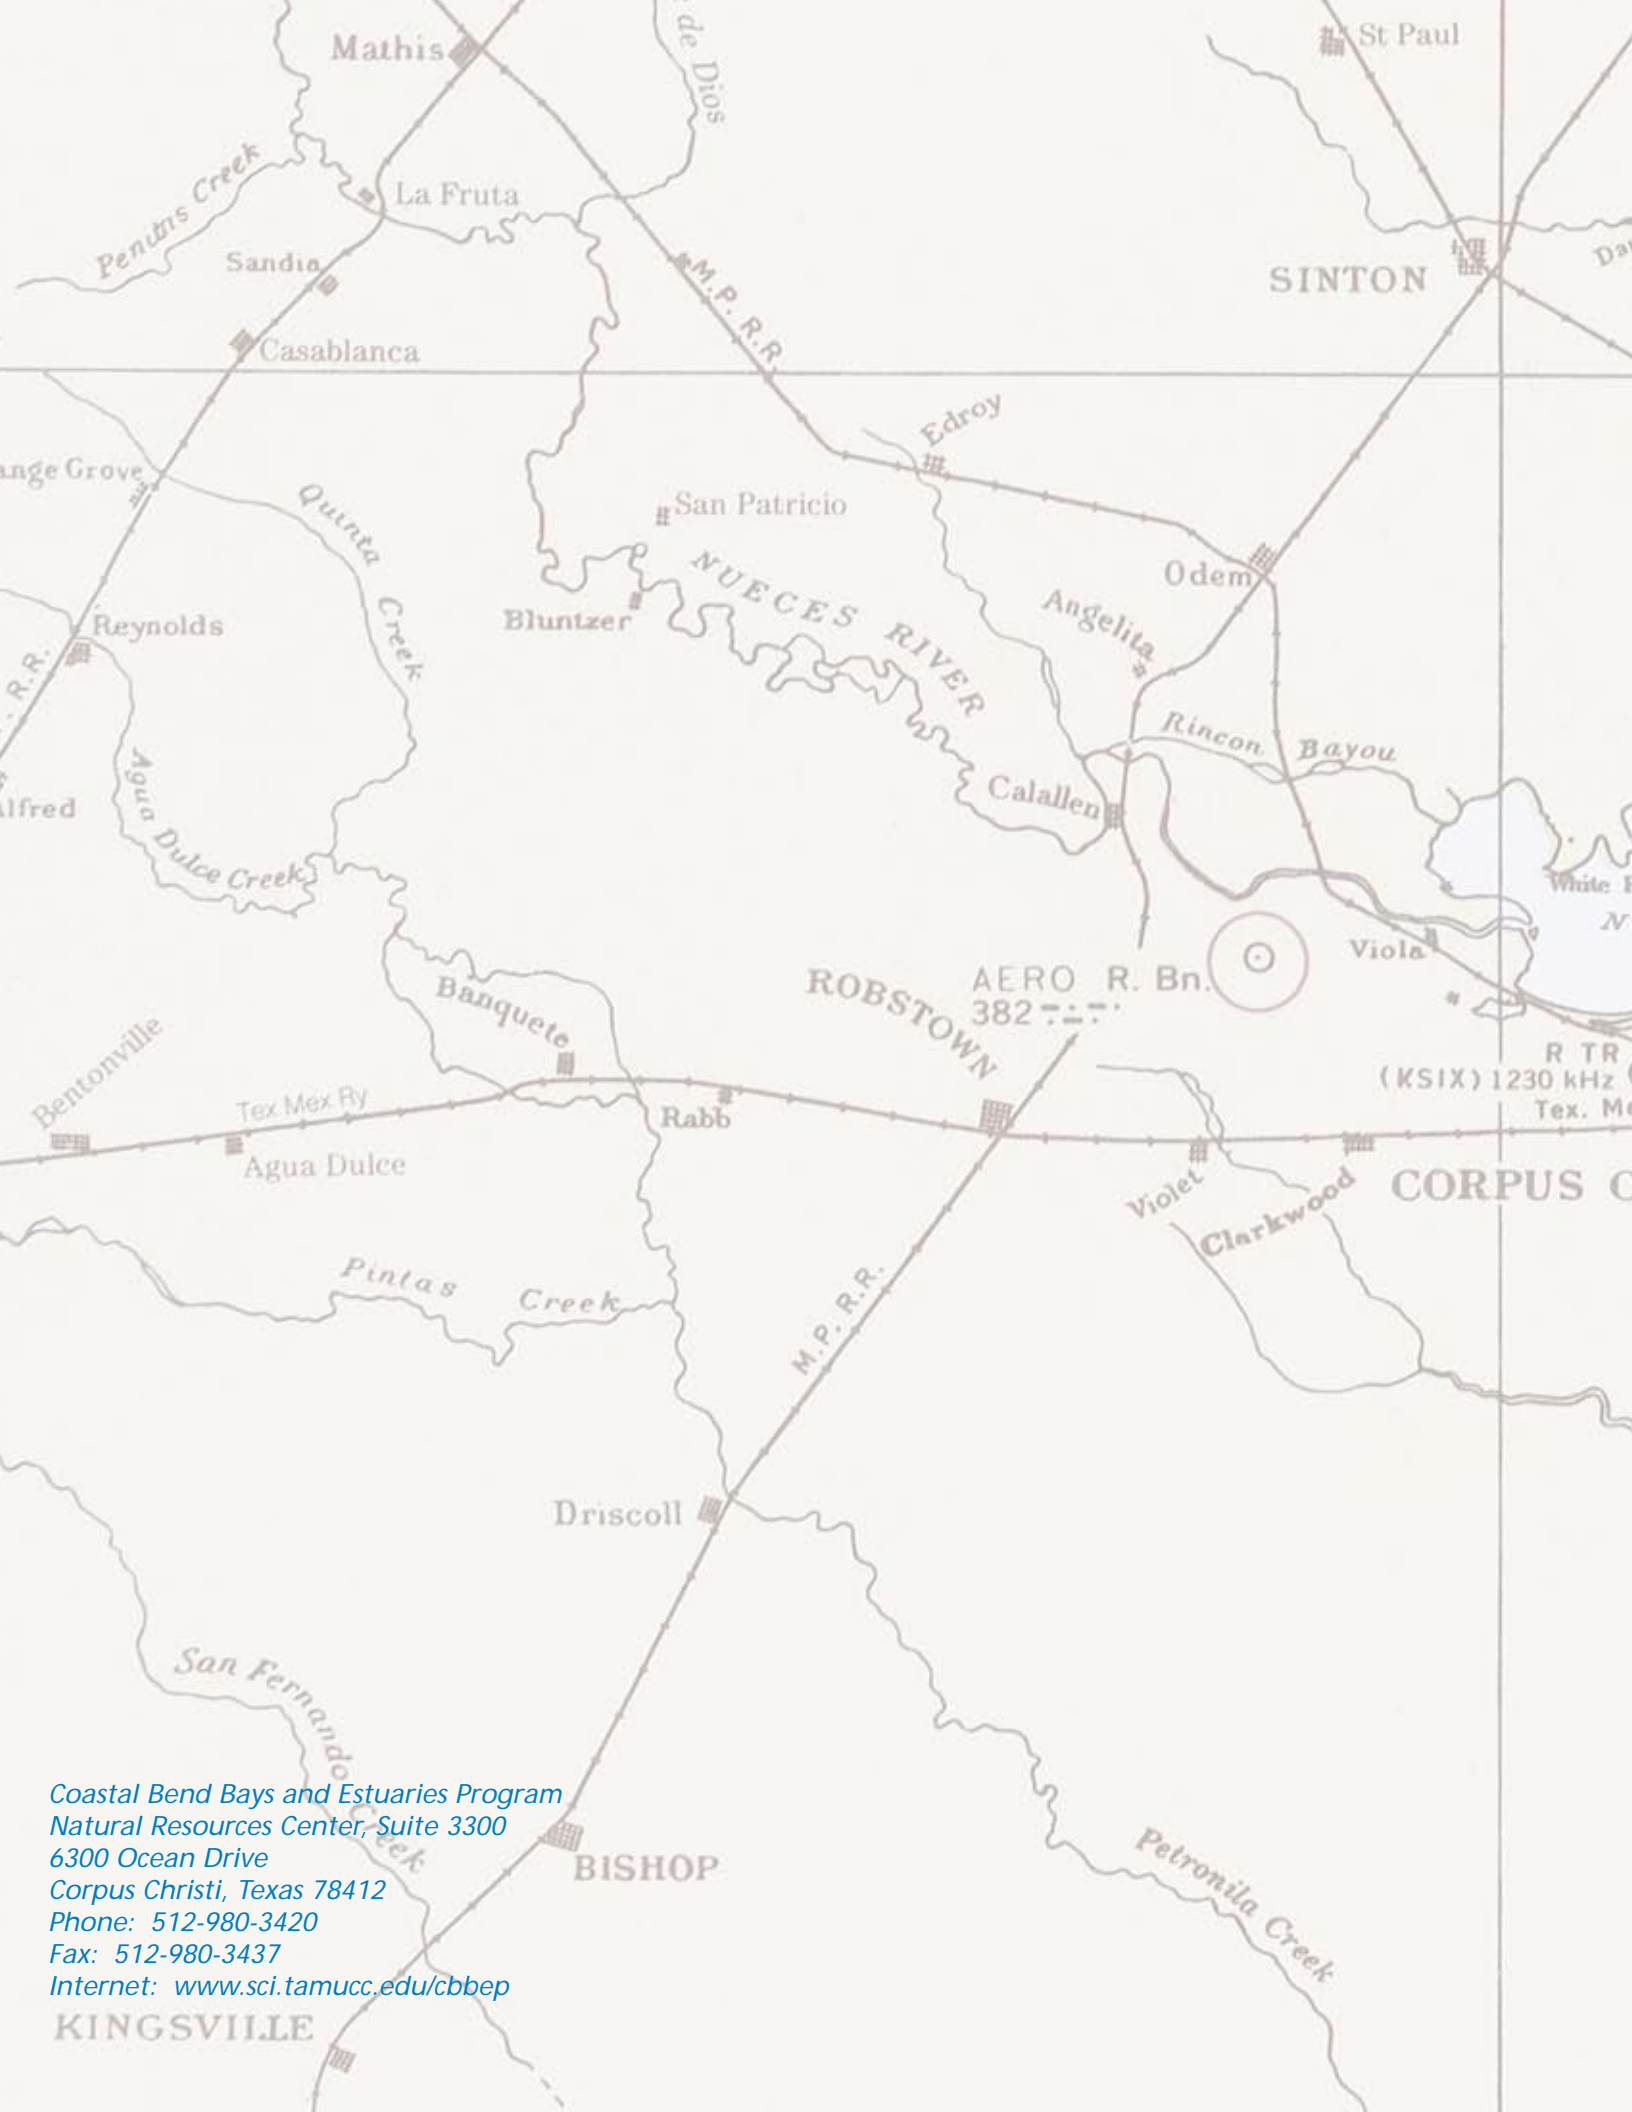 de Dios
St Paul
Mathis
Penitas Creek
La Fruta
Sandia
M.P. R.R.
SINTON
Casablanca
Edroy
ange Grove
Quinta Creek
San Patricio
NUECES RIVER
Odem
Angelita
Bluntzer
Reynolds
R.R.
Rincon Bayou
Agua Dulce Creek
Calallen
Alfred
White
N
Viola
AERO R. Bn.
382
ROBSTOWN
Banquete
Bentonville
R TR
(KSIX) 1230 kHz
Tex. Me
Tex Mex Ry
Rabb
Agua Dulce
Violet
Clarkwood
CORPUS C
Pintas Creek
M.P. R.R.
Driscoll
San Fernando Creek
Coastal Bend Bays and Estuaries Program
Natural Resources Center, Suite 3300
6300 Ocean Drive
Corpus Christi, Texas 78412
Phone: 512-980-3420
Fax: 512-980-3437
Internet: www.sci.tamucc.edu/cbbep
BISHOP
Petronila Creek
KINGSVILLE